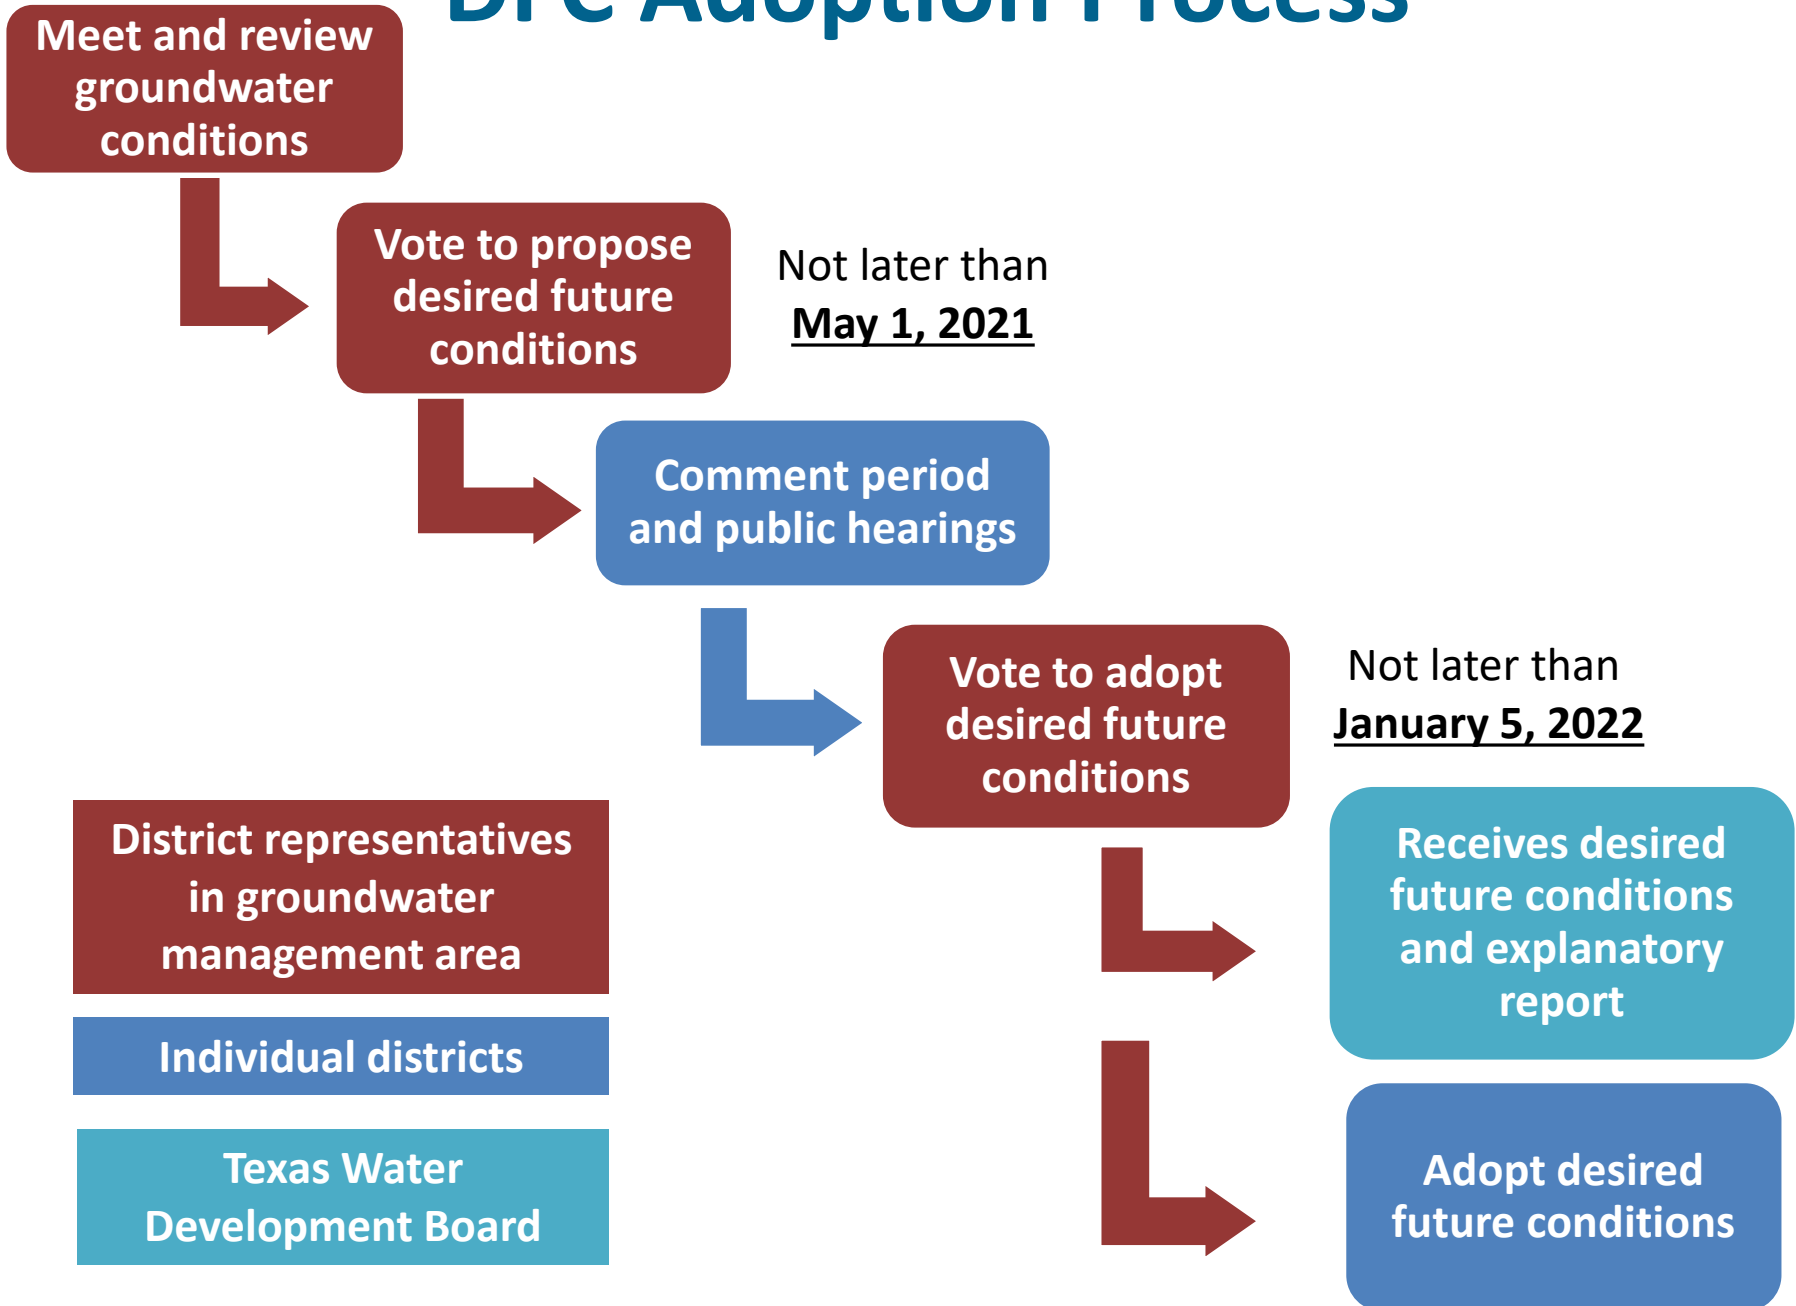 DFC Adoption Process
Meet and review
groundwater
conditions
Vote to propose
desired future
conditions
Not later than
May 1, 2021
Comment period
and public hearings
Vote to adopt
desired future
conditions
Not later than
January 5, 2022
District representatives
in groundwater
management area
Individual districts
Texas Water
Development Board
Receives desired
future conditions
and explanatory
report
Adopt desired
future conditions